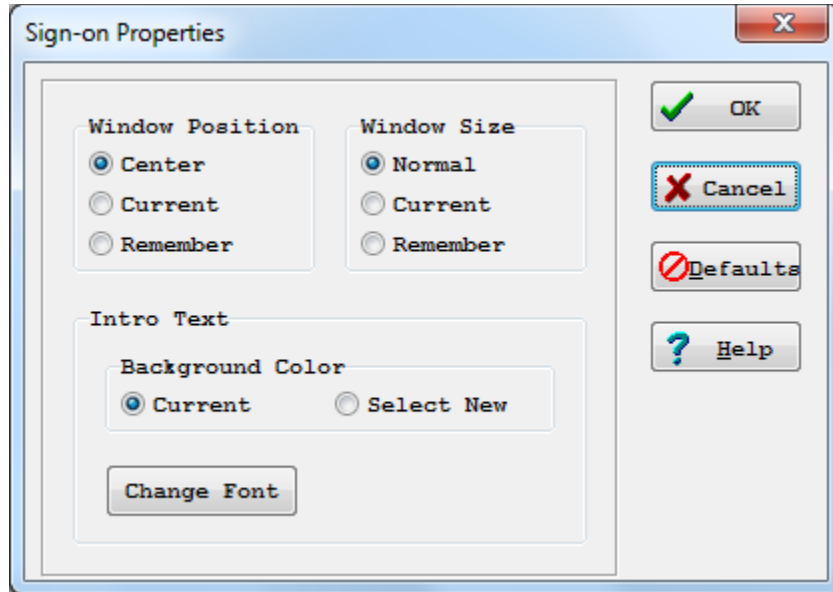 Sign-on Properties
Window Position
Center
Current
Remember
Window Size
Normal
Current
Remember
Intro Text
Background Color
Current Select New
Change Font
OK
Cancel
Defaults
Help